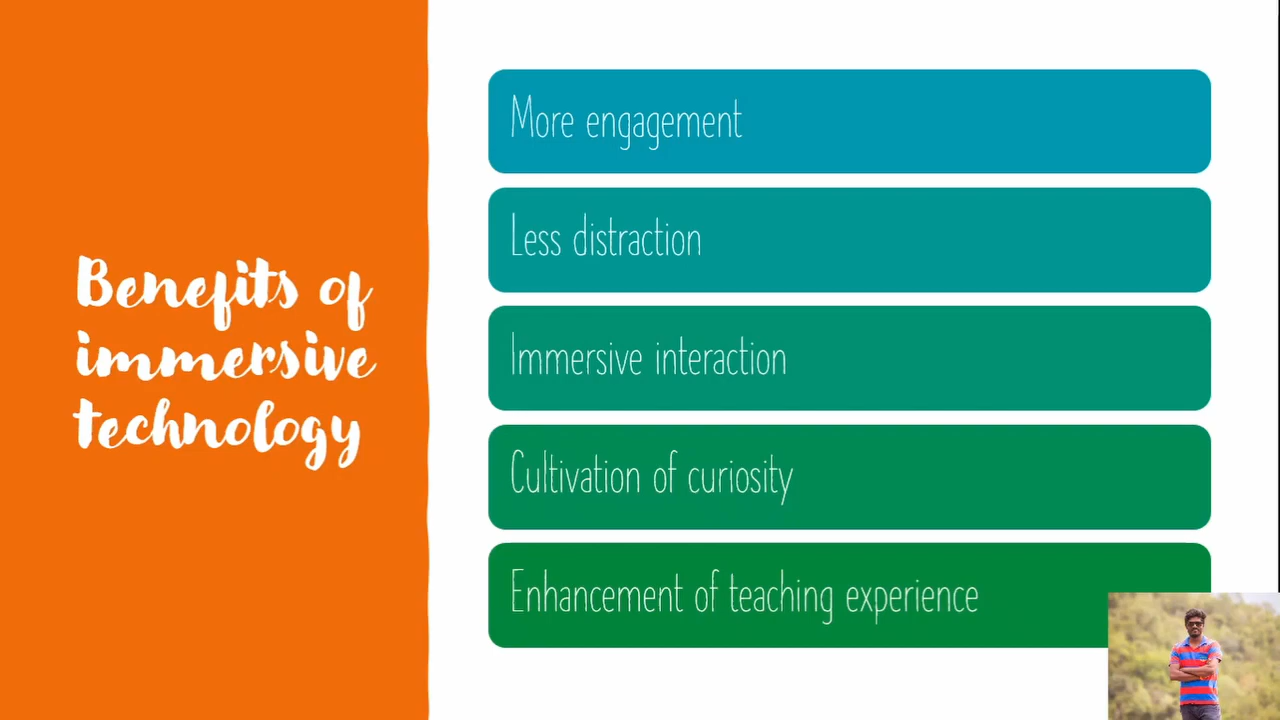 Benefits of
immersive
technology
More engagement
Less distraction
Immersive interaction
Cultivation of curiosity
Enhancement of teaching experience